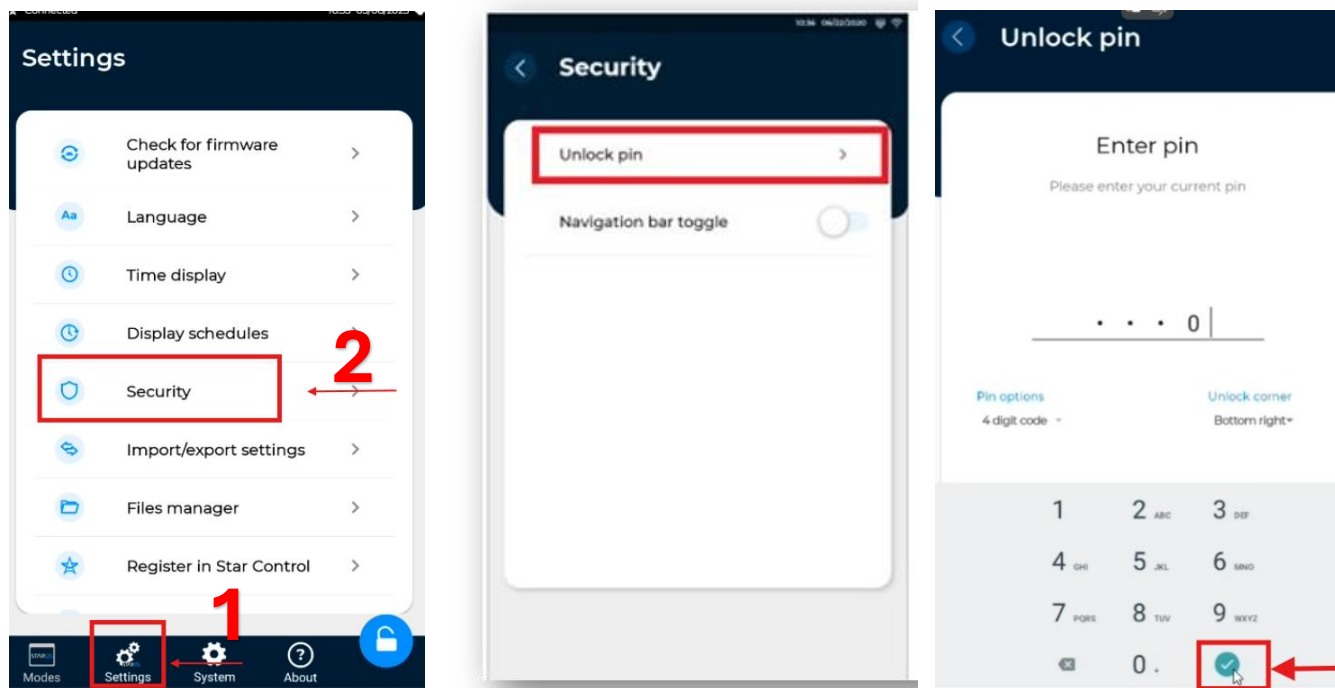 Connected
Settings
Check for firmware
updates
Aa
Language
Time display
Display schedules
2
Security
Import/export settings
Files manager
Register in Star Control
1
Modes
Settings
System
?
About
Security
Unlock pin
Navigation bar toggle
Unlock pin
Enter pin
Please enter your current pin
• • • 0
Pin options
Unlock corner
4 digit code
Bottom right
1 2 ABC 3 DEF
4 GHI 5 JKL 6 MNO
7 PQRS 8 TUV 9 WXYZ
0